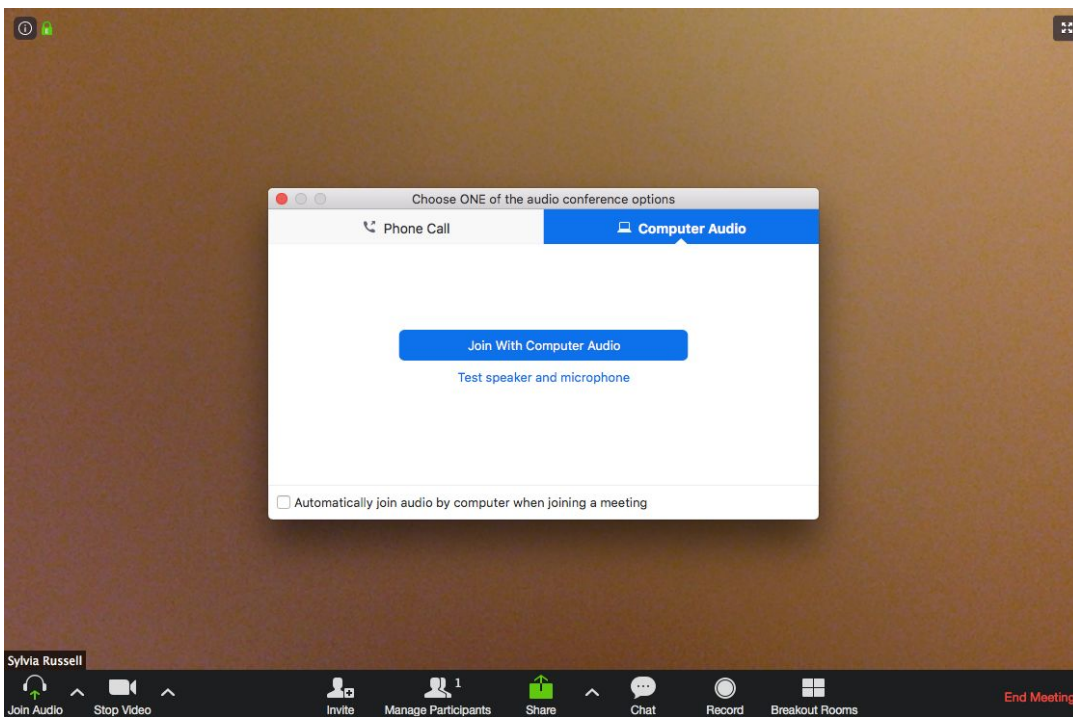 Choose ONE of the audio conference options
Phone Call
Computer Audio
Join With Computer Audio
Test speaker and microphone
Automatically join audio by computer when joining a meeting
Sylvia Russell
Join Audio
Stop Video
Invite
1
Manage Participants
Share
Chat
Record
Breakout Rooms
End Meeting